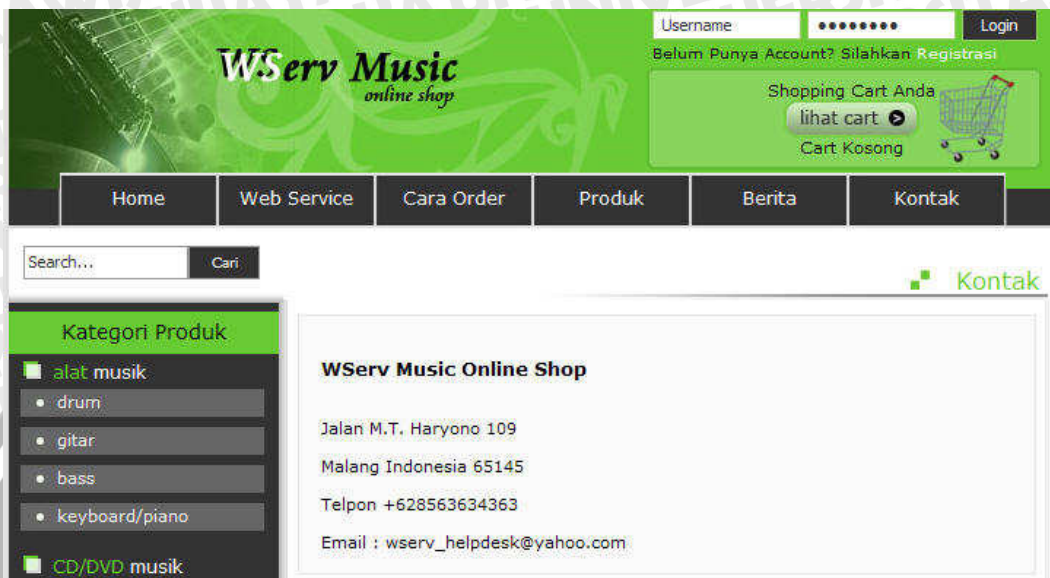 Username ●●●●●●●● Login
Belum Punya Account? Silahkan Registrasi
WServ Music
online shop
Shopping Cart Anda
lihat cart
Cart Kosong
Home Web Service Cara Order Produk Berita Kontak
Search... Cari
Kontak
Kategori Produk
alat musik
drum
gitar
bass
keyboard/piano
CD/DVD musik
WServ Music Online Shop
Jalan M.T. Haryono 109
Malang Indonesia 65145
Telpon +628563634363
Email : wserv_helpdesk@yahoo.com